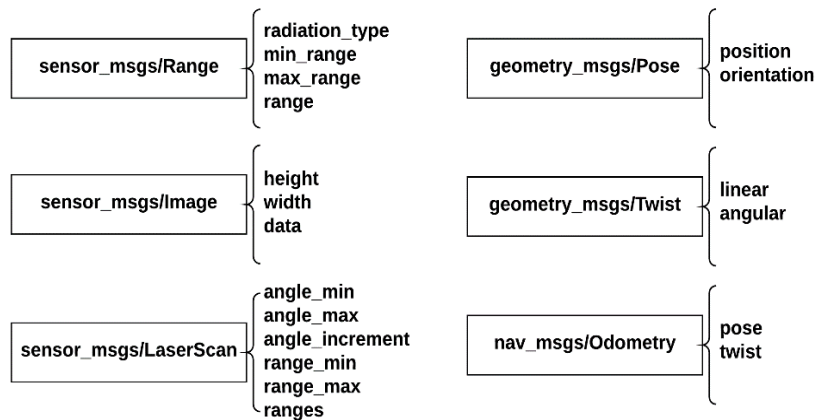 sensor_msgs/Range
radiation_type
min_range
max_range
range
geometry_msgs/Pose
position
orientation
sensor_msgs/Image
height
width
data
geometry_msgs/Twist
linear
angular
sensor_msgs/LaserScan
angle_min
angle_max
angle_increment
range_min
range_max
ranges
nav_msgs/Odometry
pose
twist